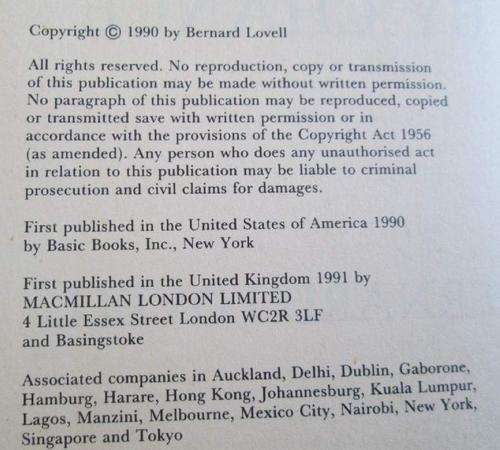 Copyright © 1990 by Bernard Lovell
All rights reserved. No reproduction, copy or transmission
of this publication may be made without written permission.
No paragraph of this publication may be reproduced, copied
or transmitted save with written permission or in
accordance with the provisions of the Copyright Act 1956
(as amended). Any person who does any unauthorised act
in relation to this publication may be liable to criminal
prosecution and civil claims for damages.
First published in the United States of America 1990
by Basic Books, Inc., New York
First published in the United Kingdom 1991 by
MACMILLAN LONDON LIMITED
4 Little Essex Street London WC2R 3LF
and Basingstoke
Associated companies in Auckland, Delhi, Dublin, Gaborone,
Hamburg, Harare, Hong Kong, Johannesburg, Kuala Lumpur,
Lagos, Manzini, Melbourne, Mexico City, Nairobi, New York,
Singapore and Tokyo